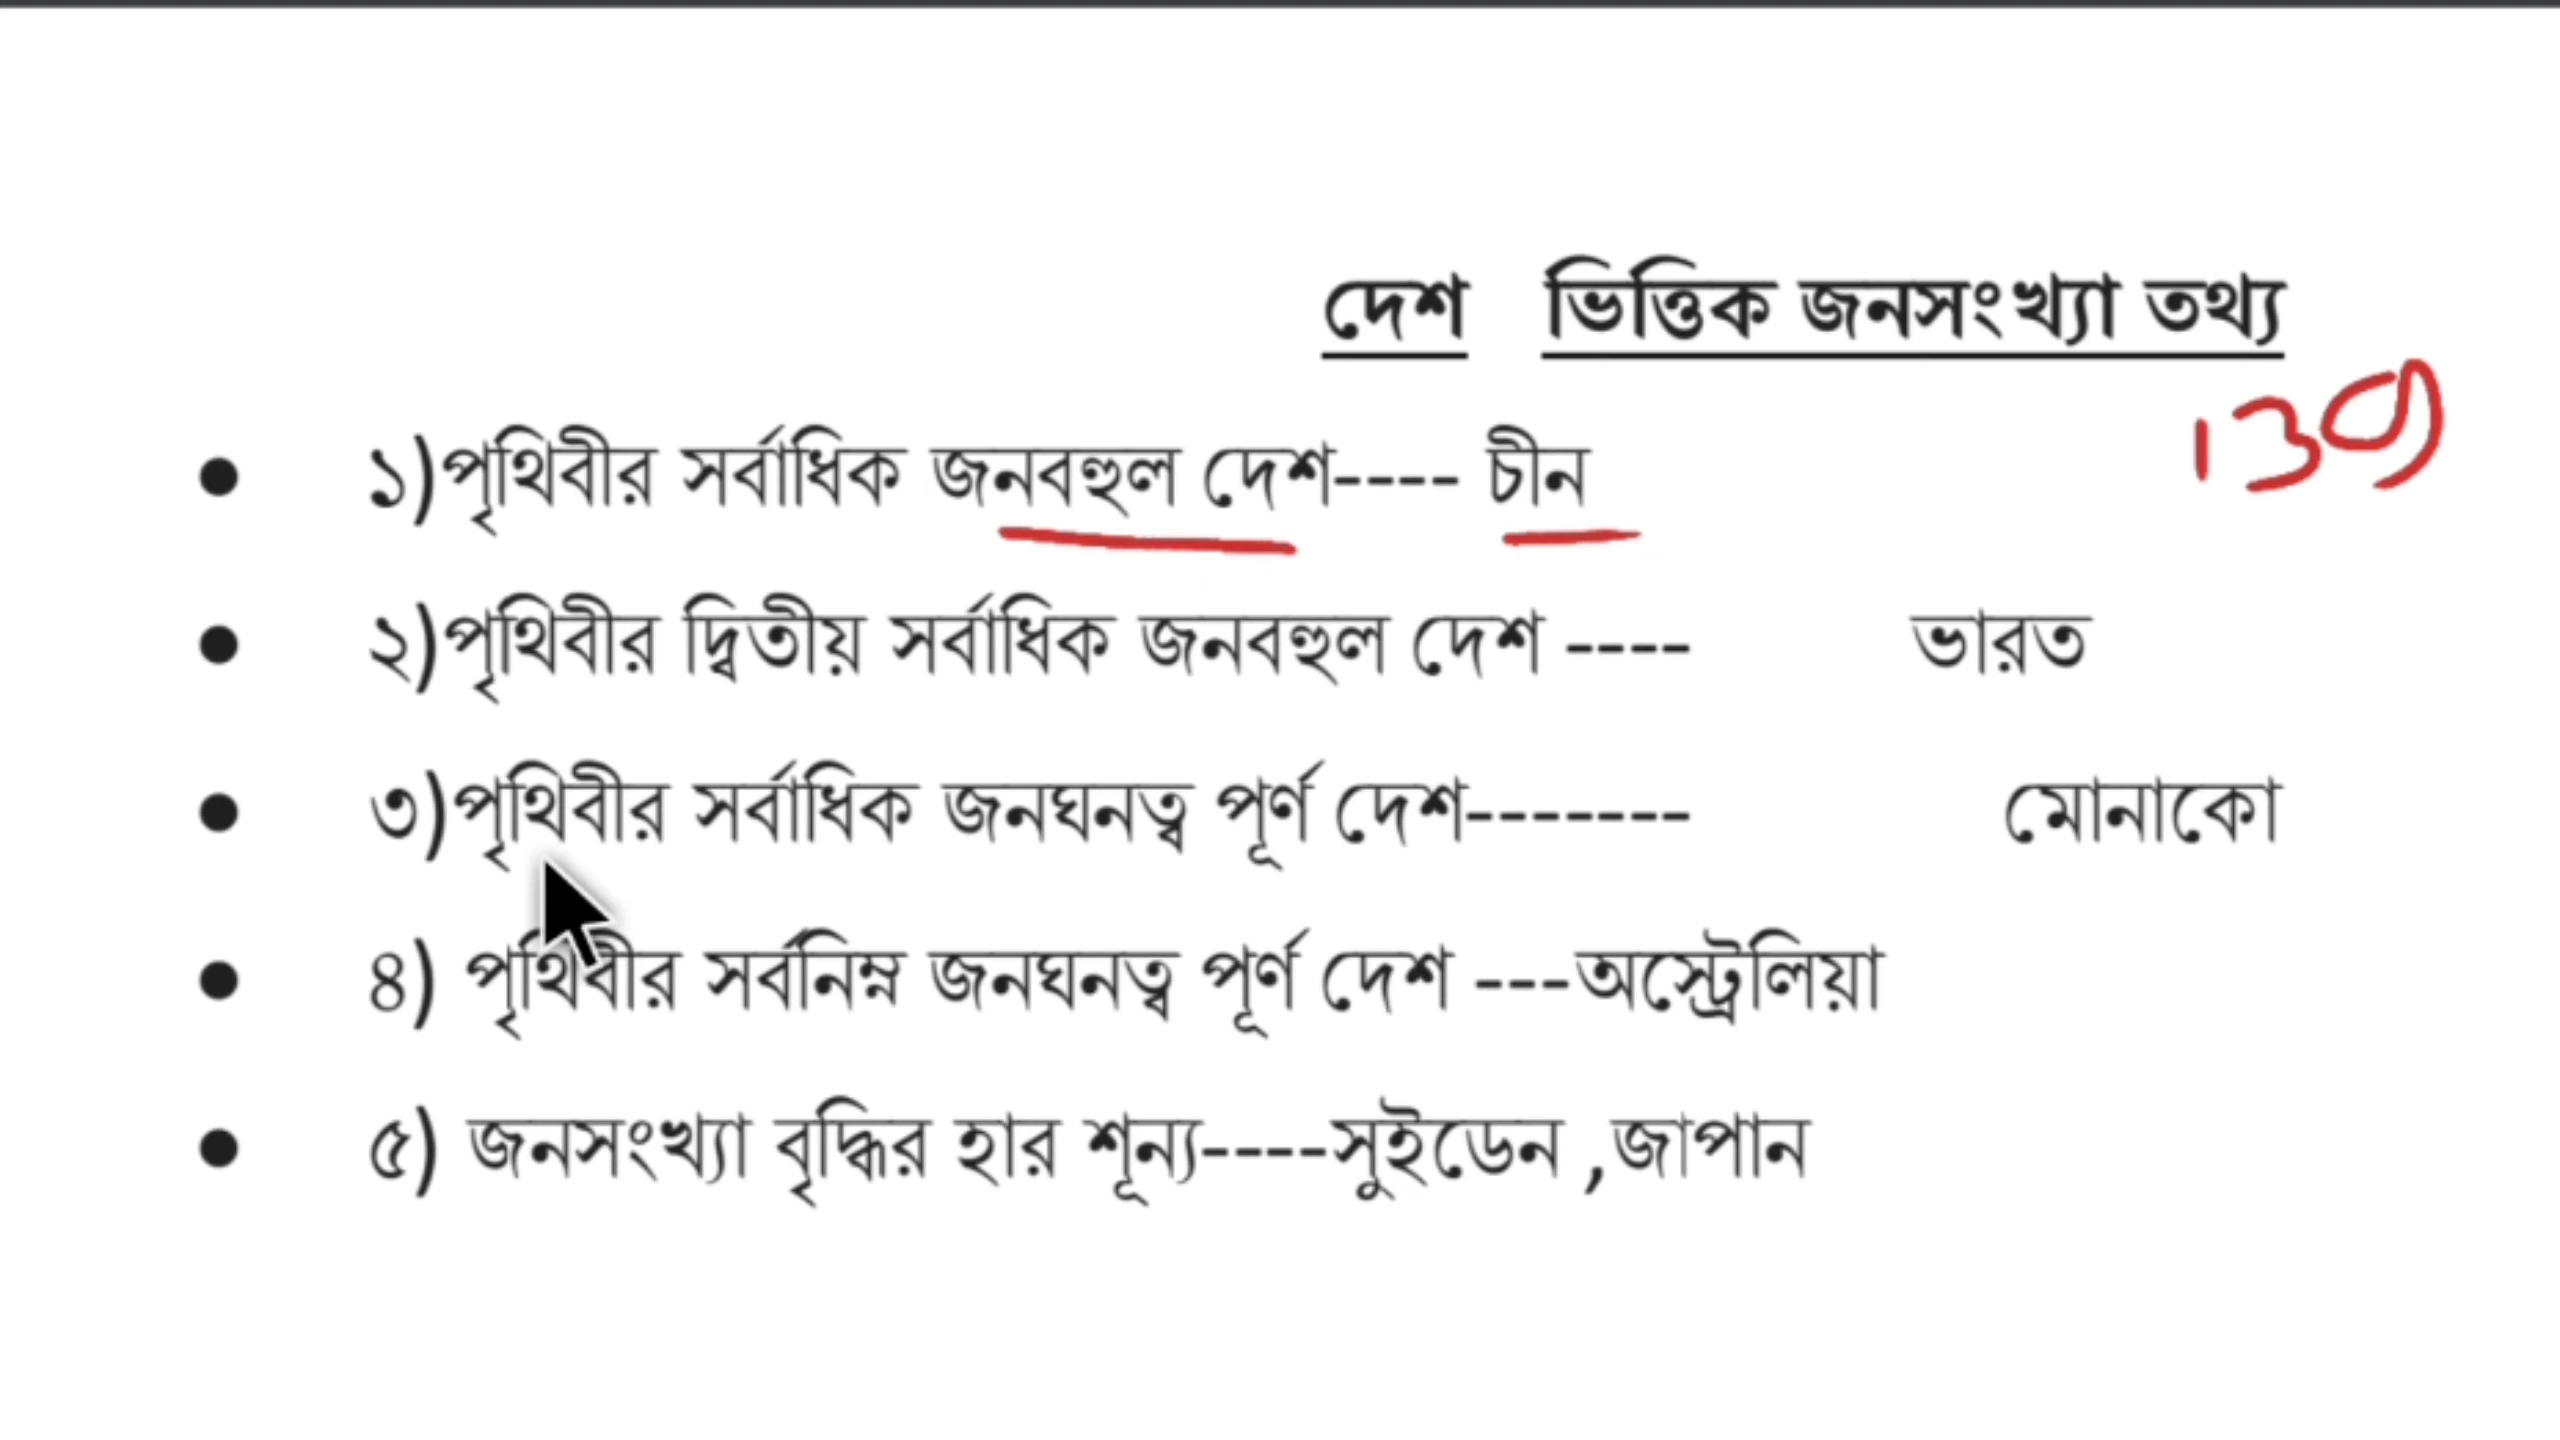 দেশ ভিত্তিক জনসংখ্যা তথ্য
১)পৃথিবীর সর্বাধিক জনবহুল দেশ---- চীন
২)পৃথিবীর দ্বিতীয় সর্বাধিক জনবহুল দেশ ---- ভারত
৩)পৃথিবীর সর্বাধিক জনঘনত্ব পূর্ণ দেশ------- মোনাকো
৪) পৃথিবীর সর্বনিম্ন জনঘনত্ব পূর্ণ দেশ ---অস্ট্রেলিয়া
৫) জনসংখ্যা বৃদ্ধির হার শূন্য----সুইডেন ,জাপান